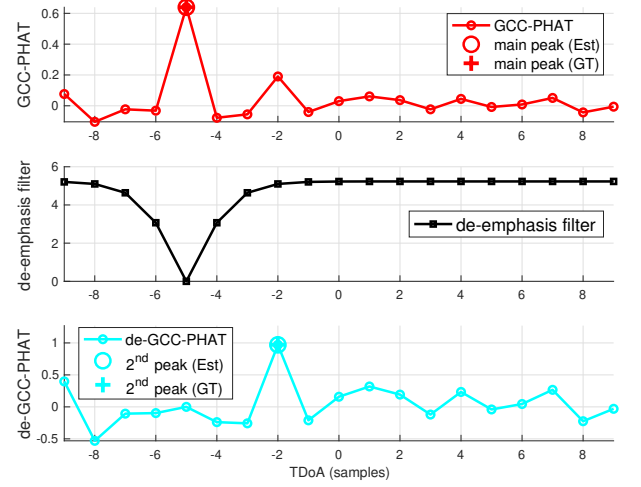 0.6
0.4
0.2
0
GCC-PHAT
GCC-PHAT
main peak (Est)
main peak (GT)
-8 -6 -4 -2 0 2 4 6 8
6
4
2
0
de-emphasis filter
de-emphasis filter
-8 -6 -4 -2 0 2 4 6 8
1
0.5
0
-0.5
de-GCC-PHAT
de-GCC-PHAT
2nd peak (Est)
2nd peak (GT)
-8 -6 -4 -2 0 2 4 6 8
TDoA (samples)